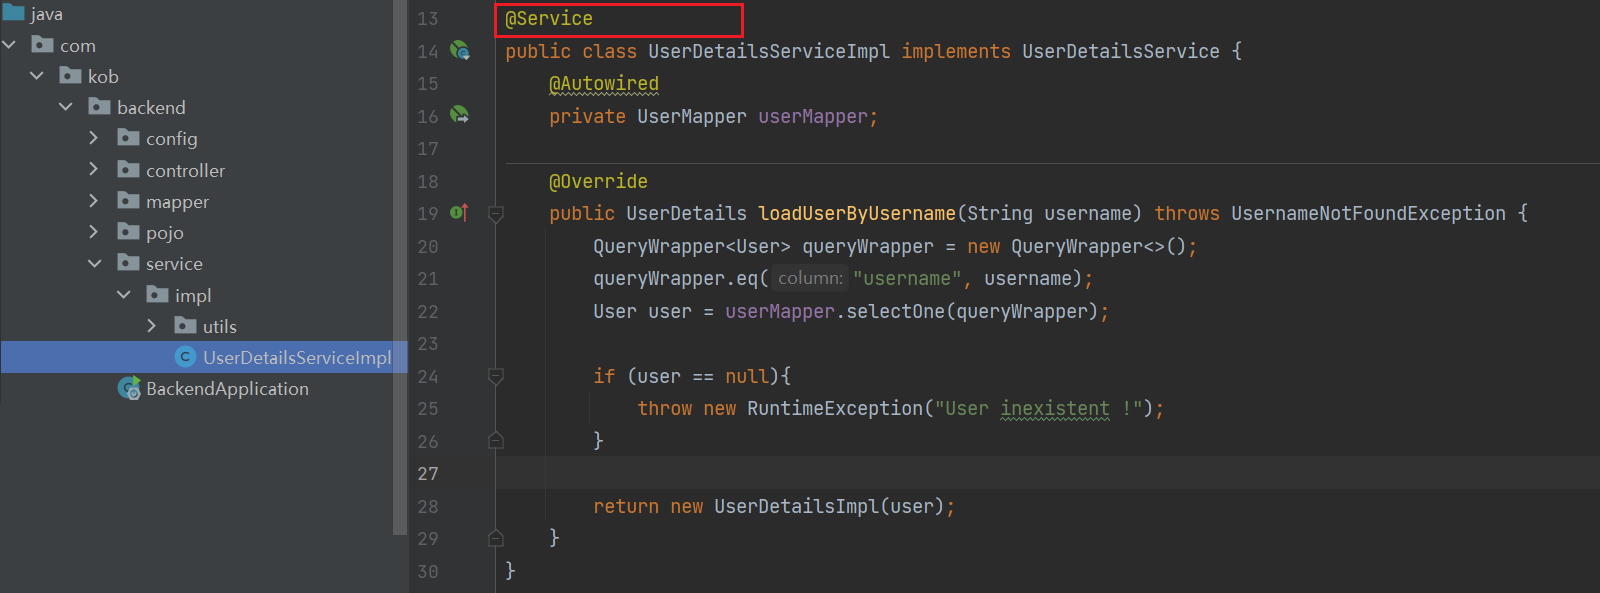 java
com
kob
backend
config
controller
mapper
pojo
service
impl
utils
UserDetailsServiceImpl
BackendApplication
13 @Service
14 public class UserDetailsServiceImpl implements UserDetailsService {
15 @Autowired
16 private UserMapper userMapper;
17
18 @Override
19 public UserDetails loadUserByUsername(String username) throws UsernameNotFoundException {
20 QueryWrapper<User> queryWrapper = new QueryWrapper<>();
21 queryWrapper.eq( column: "username", username);
22 User user = userMapper.selectOne(queryWrapper);
23
24 if (user == null){
25 throw new RuntimeException("User inexistent !");
26 }
27
28 return new UserDetailsImpl(user);
29 }
30 }